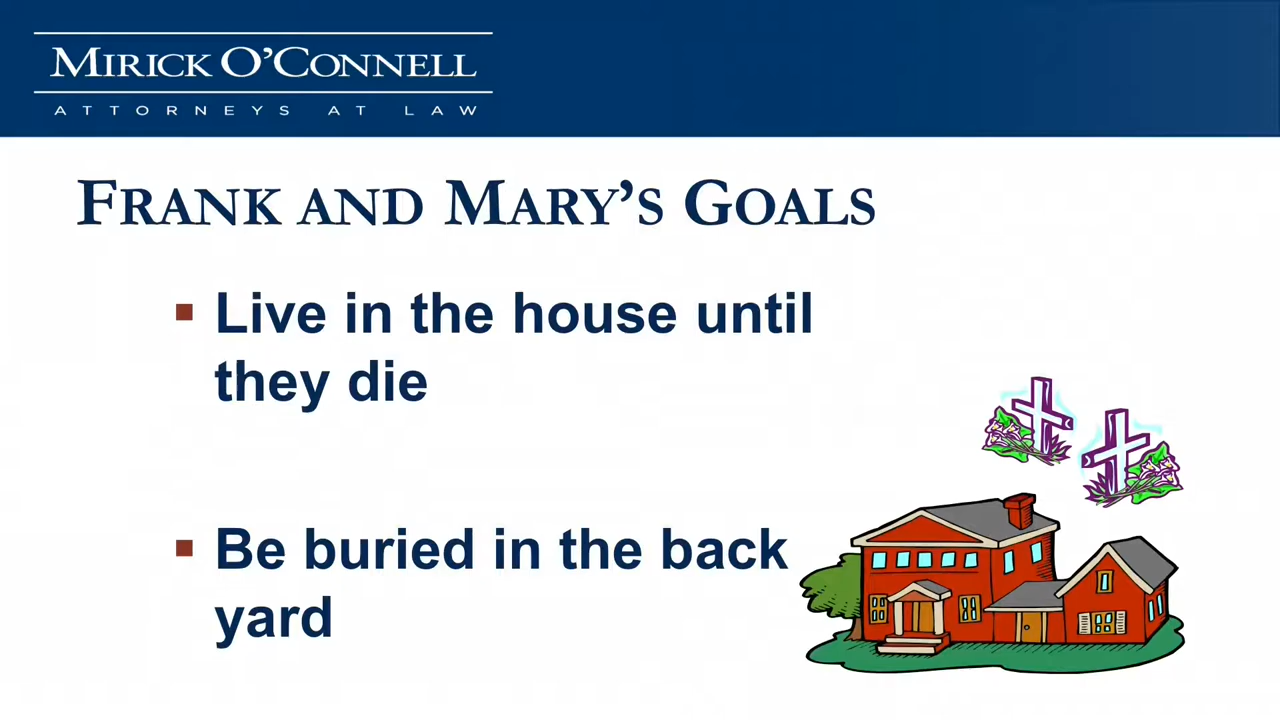 MIRICK O'CONNELL
ATTORNEYS AT LAW
FRANK AND MARY'S GOALS
▪ Live in the house until
they die
▪ Be buried in the back
yard